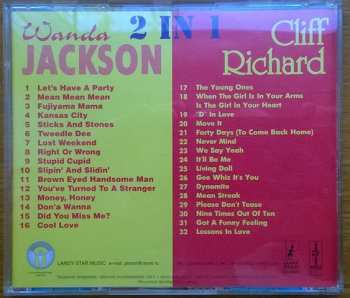 2 IN 1
Wanda
JACKSON
1 Let's Have A Party
2 Mean Mean Mean
3 Fujiyama Mama
4 Kansas City
5 Sticks And Stones
6 Tweedle Dee
7 Lost Weekend
8 Right Or Wrong
9 Stupid Cupid
10 Slipin' And Slidin'
11 Brown Eyed Handsome Man
12 You've Turned To A Stranger
13 Money, Honey
14 Don'a Wanna
15 Did You Miss Me?
16 Cool Love
Cliff
Richard
17 The Young Ones
18 When The Girl Is In Your Arms
Is The Girl In Your Heart
19 "D" In Love
20 Move It
21 Forty Days (To Come Back Home)
22 Never Mind
23 We Say Yeah
24 It'll Be Me
25 Living Doll
26 Gee Whiz It's You
27 Dynamite
28 Mean Streak
29 Please Don't Tease
30 Nine Times Out Of Ten
31 Got A Funny Feeling
32 Lessons In Love
LANDY STAR MUSIC